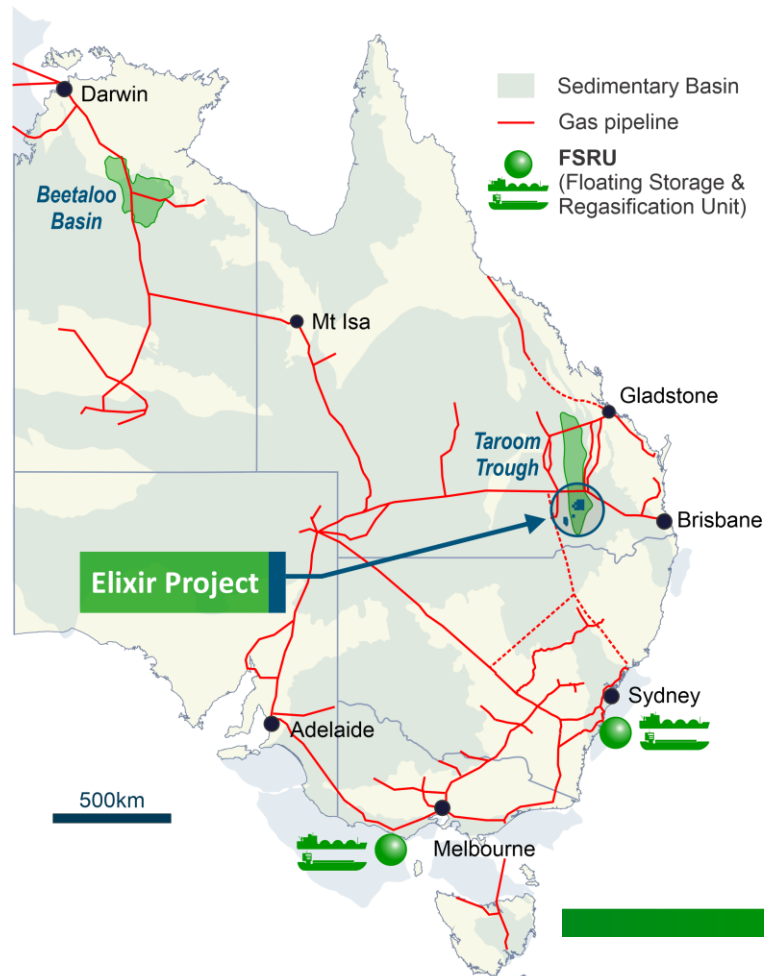 Sedimentary Basin
Gas pipeline
FSRU
(Floating Storage &
Regasification Unit)
Darwin
Beetaloo
Basin
Mt Isa
Gladstone
Taroom
Trough
Brisbane
Elixir Project
Sydney
Adelaide
500km
Melbourne